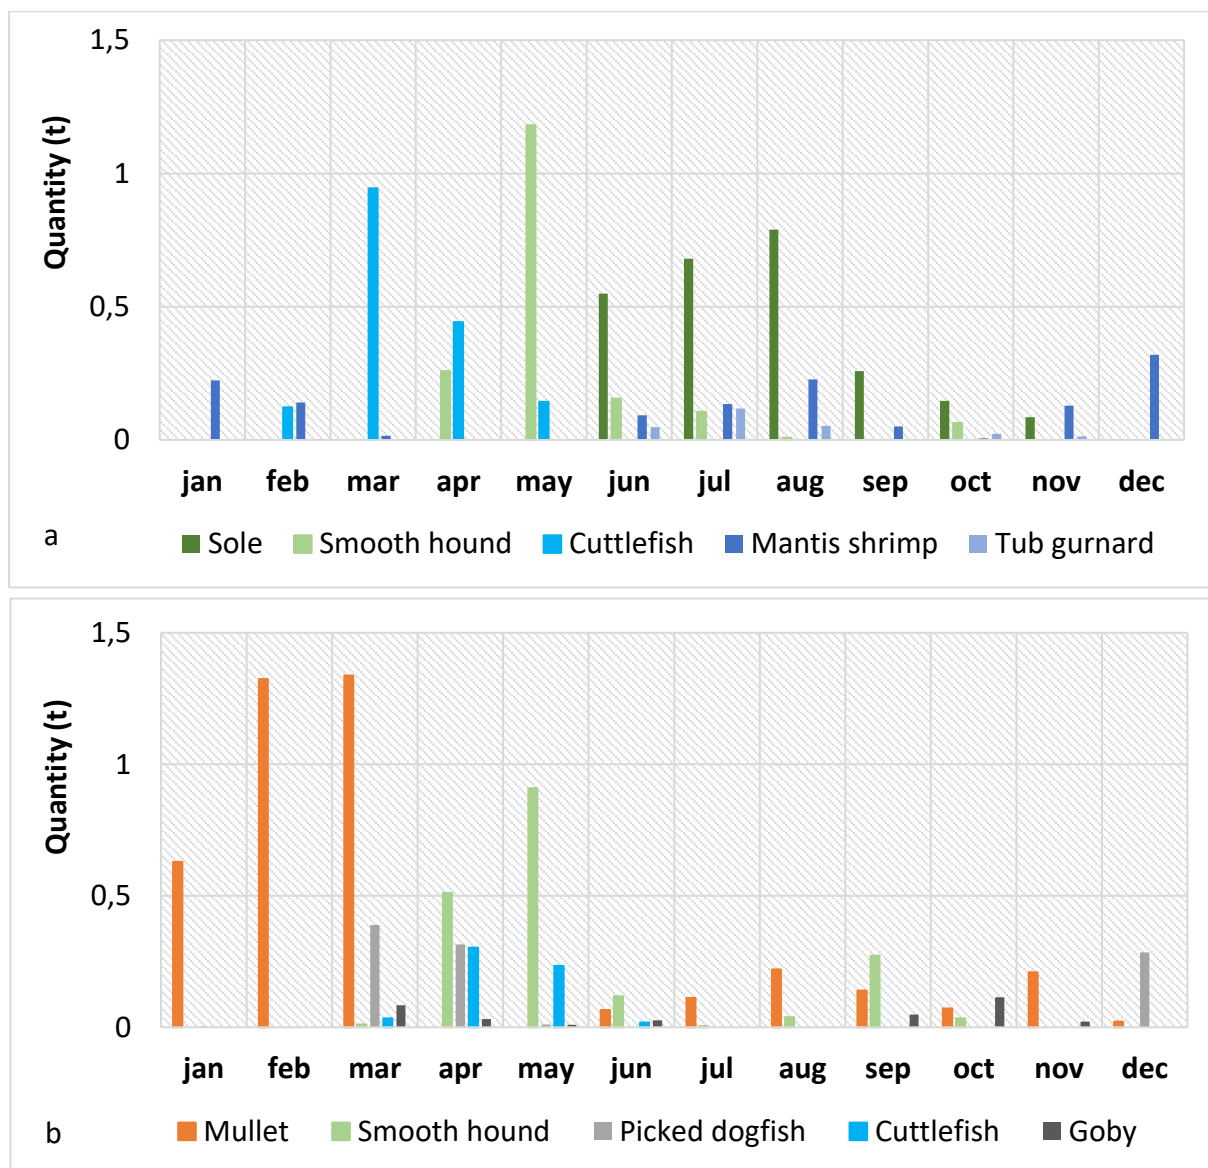 1,5
1
0,5
0
Quantity (t)
jan feb mar apr may jun jul aug sep oct nov dec
a
Sole Smooth hound Cuttlefish Mantis shrimp Tub gurnard
1,5
1
0,5
0
Quantity (t)
jan feb mar apr may jun jul aug sep oct nov dec
b
Mullet Smooth hound Picked dogfish Cuttlefish Goby